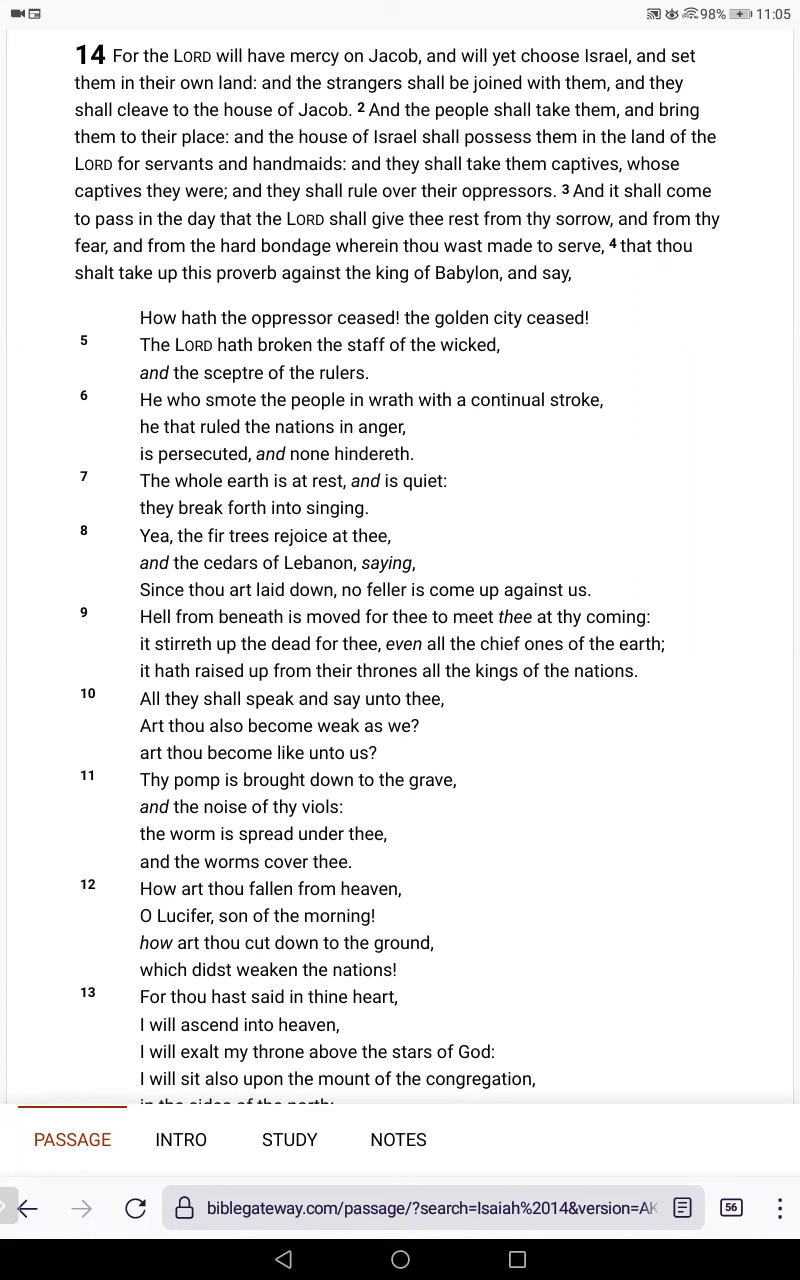 98% 11:05
14 For the LORD will have mercy on Jacob, and will yet choose Israel, and set
them in their own land: and the strangers shall be joined with them, and they
shall cleave to the house of Jacob. 2 And the people shall take them, and bring
them to their place: and the house of Israel shall possess them in the land of the
LORD for servants and handmaids: and they shall take them captives, whose
captives they were; and they shall rule over their oppressors. 3 And it shall come
to pass in the day that the LORD shall give thee rest from thy sorrow, and from thy
fear, and from the hard bondage wherein thou wast made to serve, 4 that thou
shalt take up this proverb against the king of Babylon, and say,
How hath the oppressor ceased! the golden city ceased!
5 The LORD hath broken the staff of the wicked,
and the sceptre of the rulers.
6 He who smote the people in wrath with a continual stroke,
he that ruled the nations in anger,
is persecuted, and none hindereth.
7 The whole earth is at rest, and is quiet:
they break forth into singing.
8 Yea, the fir trees rejoice at thee,
and the cedars of Lebanon, saying,
Since thou art laid down, no feller is come up against us.
9 Hell from beneath is moved for thee to meet thee at thy coming:
it stirreth up the dead for thee, even all the chief ones of the earth;
it hath raised up from their thrones all the kings of the nations.
10 All they shall speak and say unto thee,
Art thou also become weak as we?
art thou become like unto us?
11 Thy pomp is brought down to the grave,
and the noise of thy viols:
the worm is spread under thee,
and the worms cover thee.
12 How art thou fallen from heaven,
O Lucifer, son of the morning!
how art thou cut down to the ground,
which didst weaken the nations!
13 For thou hast said in thine heart,
I will ascend into heaven,
I will exalt my throne above the stars of God:
I will sit also upon the mount of the congregation,
in the sides of the north:
PASSAGE INTRO STUDY NOTES
biblegateway.com/passage/?search=Isaiah%2014&version=AK 56